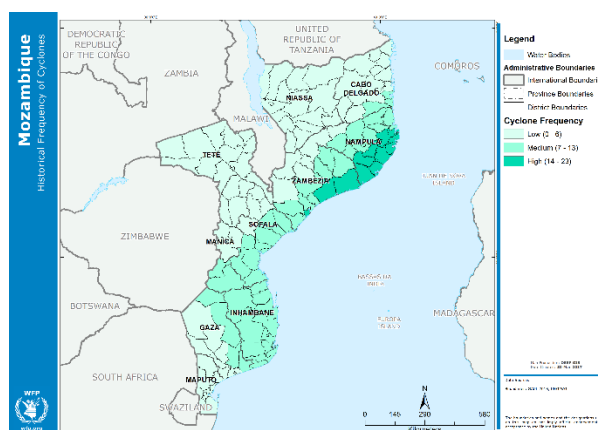 Mozambique
Historical Frequency of Cyclones
WFP
DEMOCRATIC
REPUBLIC
OF THE CONGO
UNITED
REPUBLIC OF
TANZANIA
ZAMBIA
MALAWI
COMOROS
CABO
DELGADO
NIASSA
NAMPULA
TETE
ZAMBEZIA
SOFALA
MANICA
ZIMBABWE
BOTSWANA
INHAMBANE
GAZA
MAPUTO
SOUTH AFRICA
SWAZILAND
MADAGASCAR
ISLAND
ISLAND
N
0 145 290 580
Kilometers
Legend
Water Bodies
Administrative Boundaries
International Boundari
Province Boundaries
District Boundaries
Cyclone Frequency
Low (0 - 6)
Medium (7 - 13)
High (14 - 23)